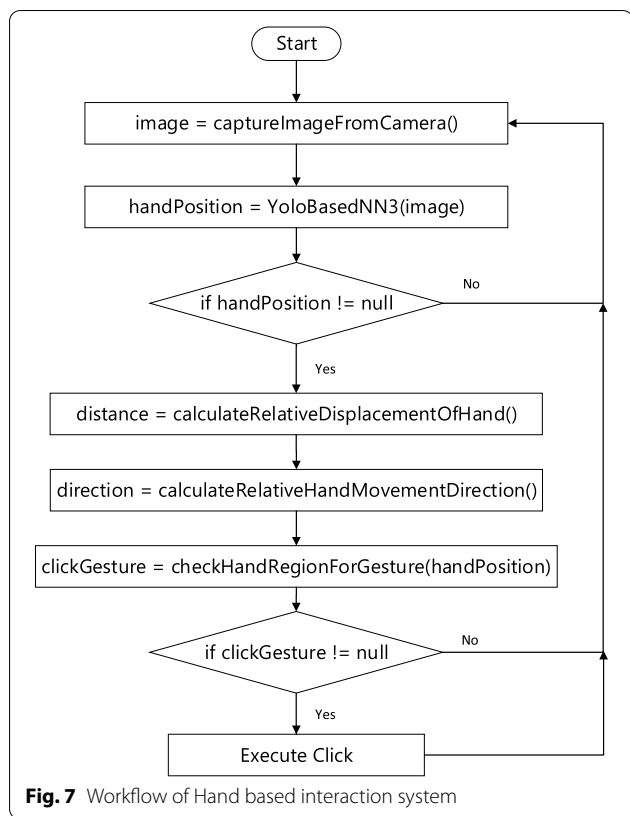 Start
image = captureImageFromCamera()
handPosition = YoloBasedNN3(image)
if handPosition != null
No
Yes
distance = calculateRelativeDisplacementOfHand()
direction = calculateRelativeHandMovementDirection()
clickGesture = checkHandRegionForGesture(handPosition)
if clickGesture != null
No
Yes
Execute Click
Fig. 7 Workflow of Hand based interaction system